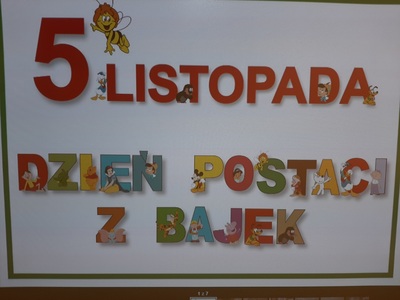 5 LISTOPADA
DZIEŃ POSTACI
Z BAJEK